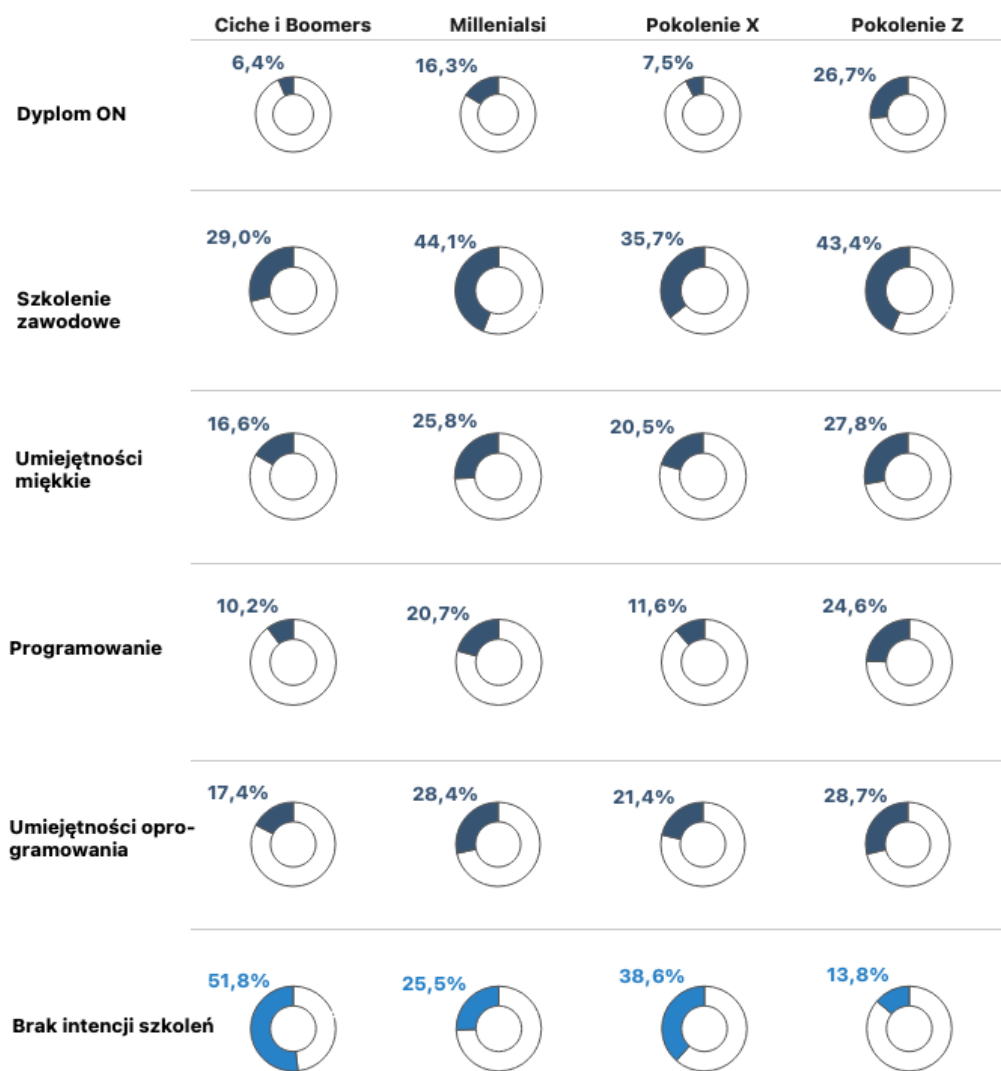 Ciche i Boomers Millenialsi Pokolenie X Pokolenie Z
6,4% 16,3% 7,5% 26,7%
Dyplom ON
29,0% 44,1% 35,7% 43,4%
Szkolenie
zawodowe
16,6% 25,8% 20,5% 27,8%
Umiejętności
miękkie
10,2% 20,7% 11,6% 24,6%
Programowanie
17,4% 28,4% 21,4% 28,7%
Umiejętności opro-
gramowania
51,8% 25,5% 38,6% 13,8%
Brak intencji szkoleń